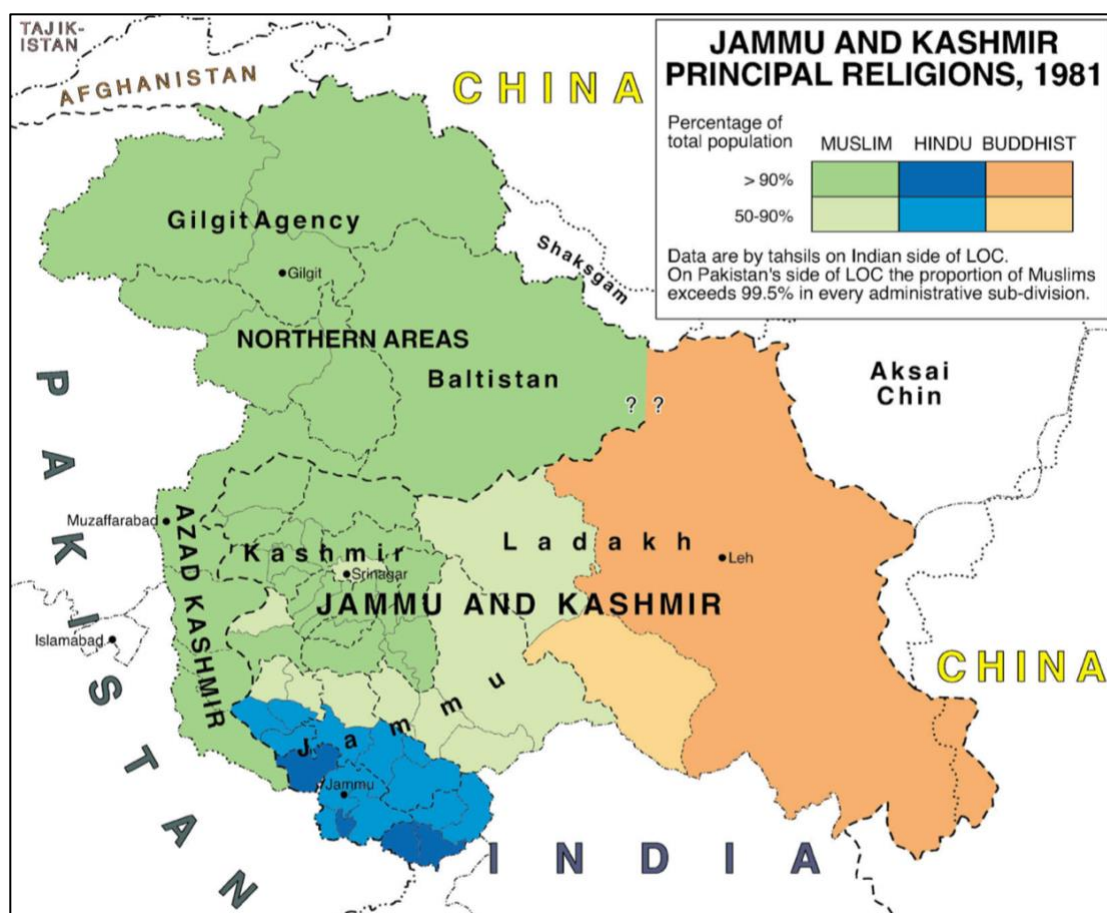 TAJIK-
ISTAN
AFGHANISTAN
CHINA
JAMMU AND KASHMIR
PRINCIPAL RELIGIONS, 1981
Percentage of
total population
MUSLIM HINDU BUDDHIST
> 90%
50-90%
Data are by tahsils on Indian side of LOC.
On Pakistan's side of LOC the proportion of Muslims
exceeds 99.5% in every administrative sub-division.
Gilgit Agency
Gilgit
Shaksgam
NORTHERN AREAS
Baltistan
Aksai
Chin
? ?
PAKISTAN
Muzaffarabad
AZAD KASHMIR
Kashmir
Srinagar
Ladakh
Leh
JAMMU AND KASHMIR
Islamabad
CHINA
Jammu
Jammu
INDIA